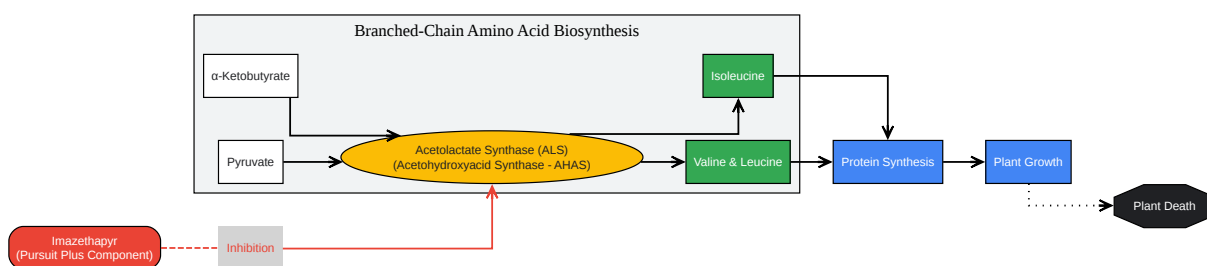 Branched-Chain Amino Acid Biosynthesis
α-Ketobutyrate
Isoleucine
Pyruvate
Acetolactate Synthase (ALS)
(Acetohydroxyacid Synthase - AHAS)
Valine & Leucine
Protein Synthesis
Plant Growth
Plant Death
Imazethapyr
(Pursuit Plus Component)
Inhibition